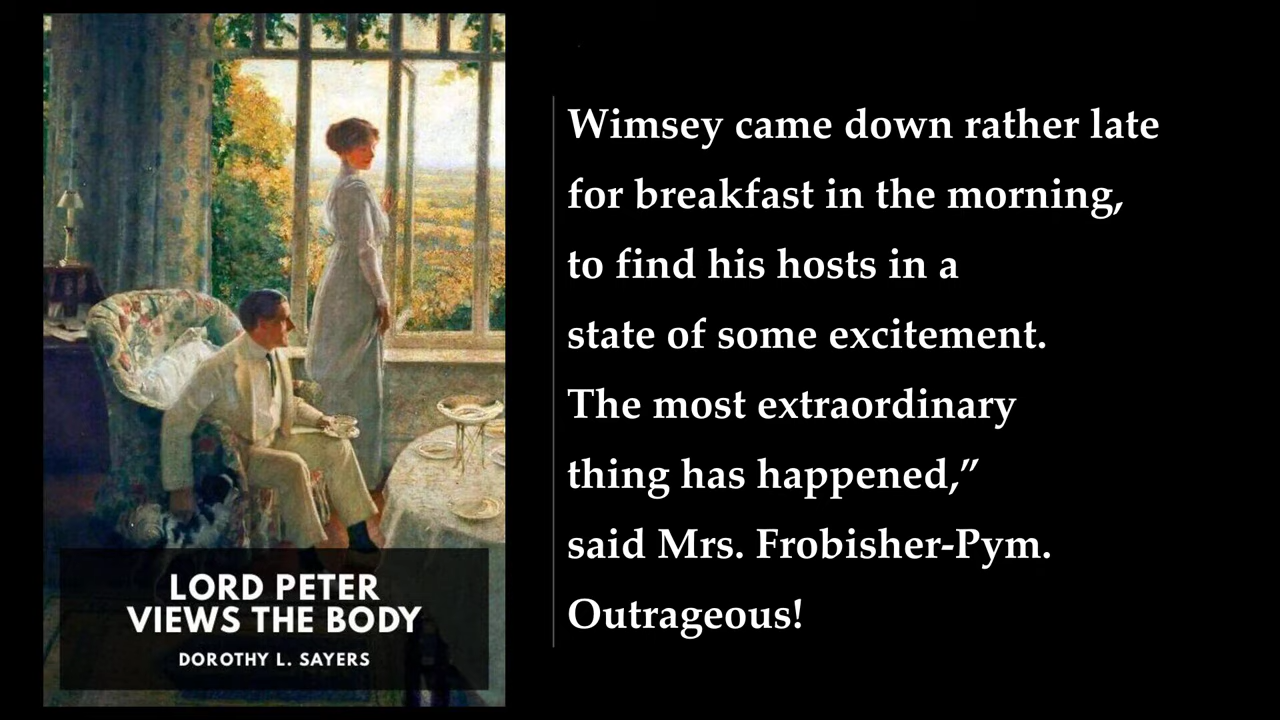 LORD PETER
VIEWS THE BODY
DOROTHY L. SAYERS
Wimsey came down rather late
for breakfast in the morning,
to find his hosts in a
state of some excitement.
The most extraordinary
thing has happened,”
said Mrs. Frobisher-Pym.
Outrageous!